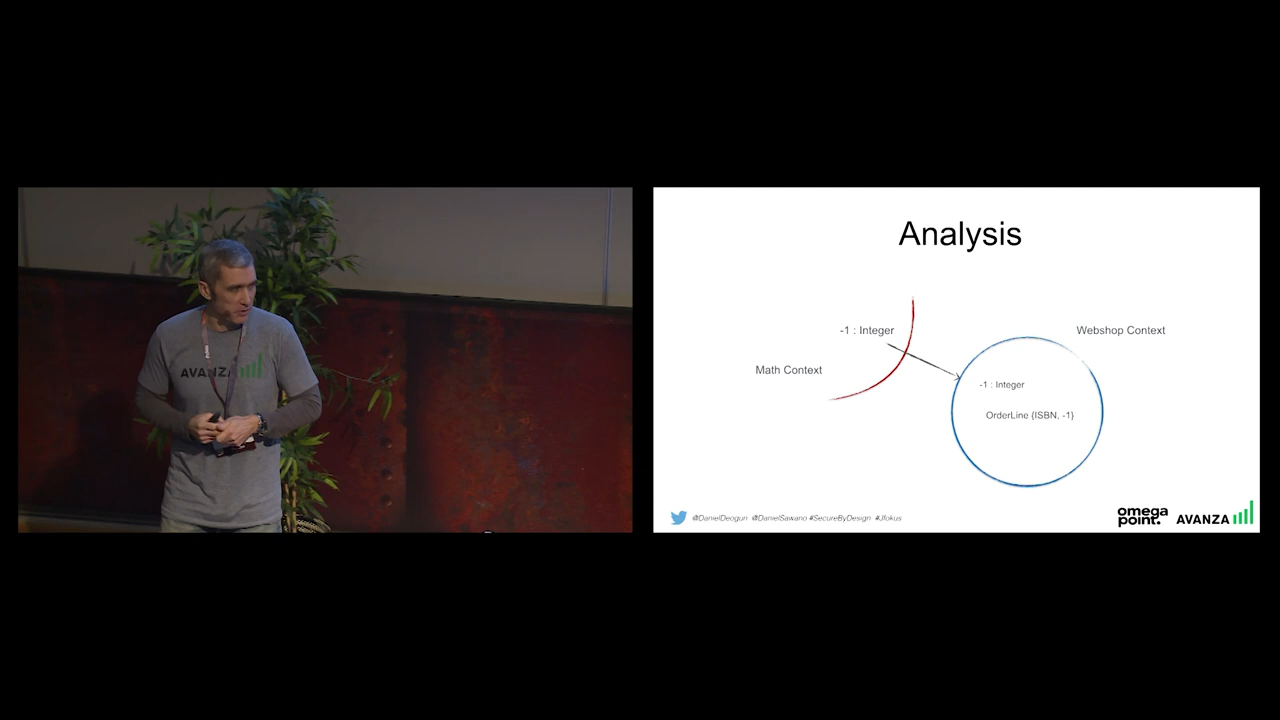 AVANZA
Analysis
-1 : Integer
Webshop Context
Math Context
-1 : Integer
OrderLine {ISBN, -1}
@DanielDeogun @DanielSawano #SecureByDesign #Jfokus
omega
point.
AVANZA